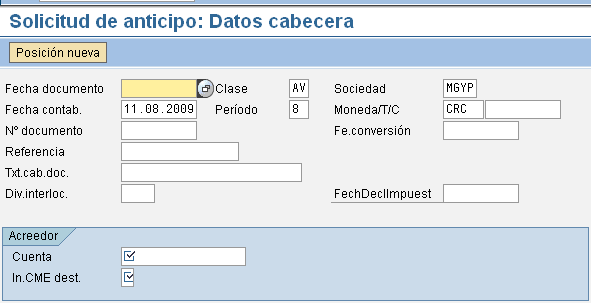 Solicitud de anticipo: Datos cabecera
Posición nueva
Fecha documento Clase AV Sociedad MGYP
Fecha contab. 11.08.2009 Período 8 Moneda/T/C CRC
Nº documento Fe.conversión
Referencia
Txt.cab.doc.
Div.interloc. FechDeclImpuest
Acreedor
Cuenta
In.CME dest.